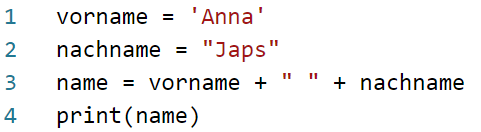 1 vorname = 'Anna'
2 nachname = "Japs"
3 name = vorname + " " + nachname
4 print(name)